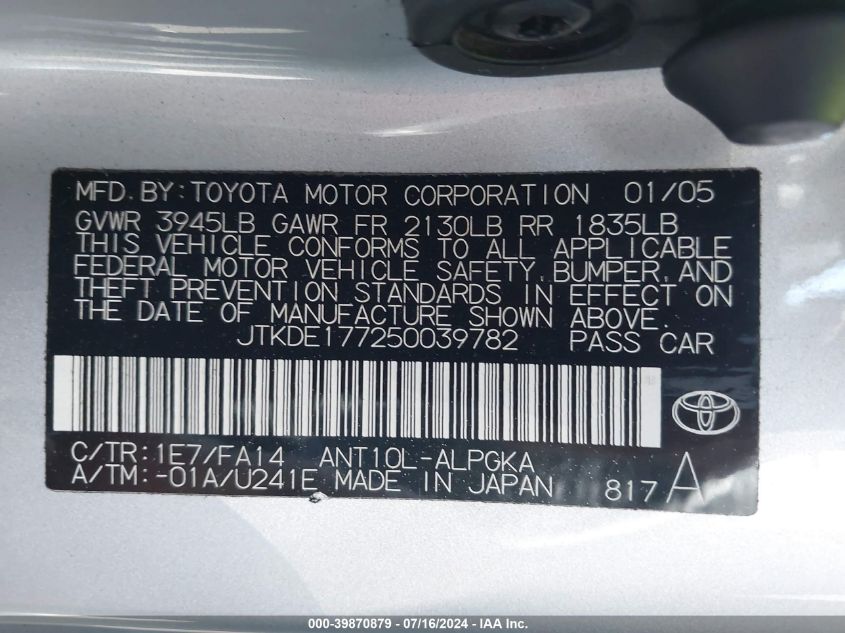 MFD.BY:TOYOTA MOTOR CORPORATION 01/05
GVWR 3945LB GAWR FR 2130LB RR 1835LB
THIS VEHICLE CONFORMS TO ALL APPLICABLE
FEDERAL MOTOR VEHICLE SAFETY,BUMPER,AND
THEFT PREVENTION STANDARDS IN EFFECT ON
THE DATE OF MANUFACTURE SHOWN ABOVE.
JTKDE177250039782 PASS CAR
C/TR:1E7/FA14 ANT10L-ALPGKA
A/TM:-01A/U241E MADE IN JAPAN 817A
000-39870879 - 07/16/2024 - IAA Inc.